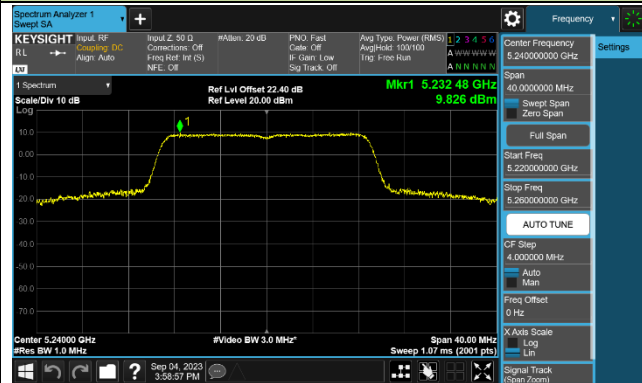 Spectrum Analyzer 1
Swept SA
+
Frequency
KEYSIGHT
RL
LXI
Input: RF
Coupling: DC
Align: Auto
Input Z: 50 Ω
Corrections: Off
Freq Ref: Int (S)
NFE: Off
#Atten: 20 dB
PNO: Fast
Gate: Off
IF Gain: Low
Sig Track: Off
Avg Type: Power (RMS)
Avg|Hold: 100/100
Trig: Free Run
1 2 3 4 5 6
A W W W W W
A N N N N N
Center Frequency
5.240000000 GHz
Settings
Span
40.0000000 MHz
Swept Span
Zero Span
Full Span
Start Freq
5.220000000 GHz
Stop Freq
5.260000000 GHz
AUTO TUNE
CF Step
4.000000 MHz
Auto
Man
Freq Offset
0 Hz
X Axis Scale
Log
Lin
Signal Track
(Span Zoom)
1 Spectrum
Scale/Div 10 dB
Ref Lvl Offset 22.40 dB
Ref Level 20.00 dBm
Mkr1 5.232 48 GHz
9.826 dBm
Log
1
10.0
0.00
-10.0
-20.0
-30.0
-40.0
-50.0
-60.0
-70.0
Center 5.24000 GHz
#Res BW 1.0 MHz
#Video BW 3.0 MHz*
Span 40.00 MHz
Sweep 1.07 ms (2001 pts)
?
Sep 04, 2023
3:58:57 PM